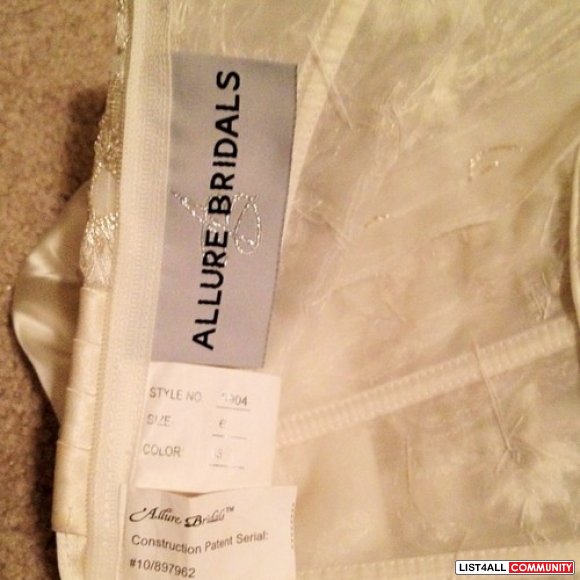 ALLURE BRIDALS
STYLE NO.
SIZE
COLOR
Allure Bridals™
Construction Patent Serial:
#10/897962
LIST4ALL COMMUNITY